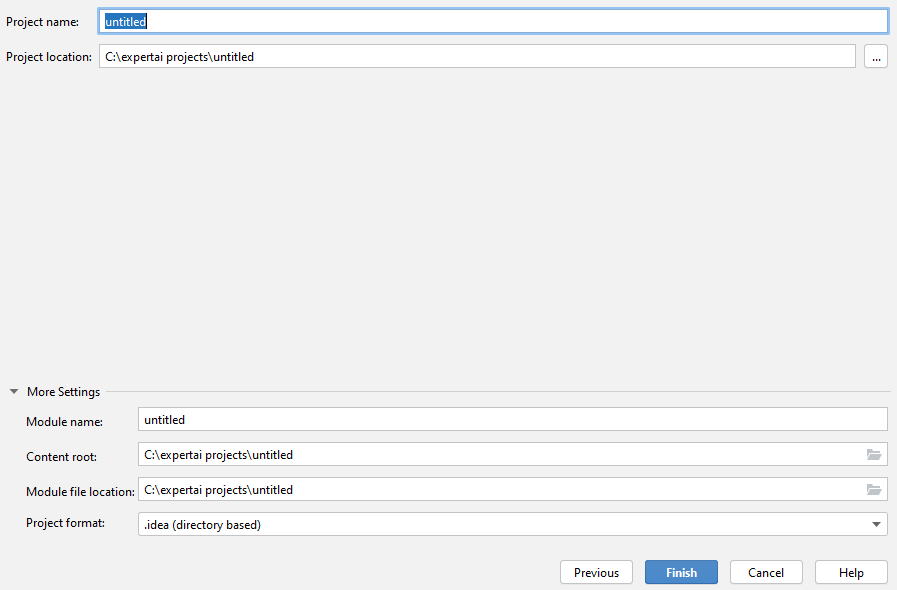 Project name: untitled
Project location: C:\expertai projects\untitled ...
More Settings
Module name: untitled
Content root: C:\expertai projects\untitled
Module file location: C:\expertai projects\untitled
Project format: .idea (directory based)
Previous Finish Cancel Help